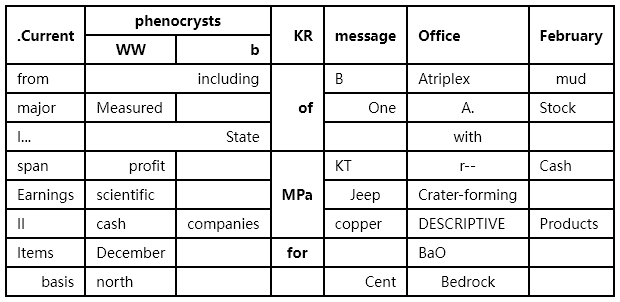 .Current phenocrysts KR message Office February
WW b
from including of B Atriplex mud
major Measured One A. Stock
I... State with
span profit MPa KT r-- Cash
Earnings scientific Jeep Crater-forming
II cash companies copper DESCRIPTIVE Products
Items December for BaO
basis north Cent Bedrock